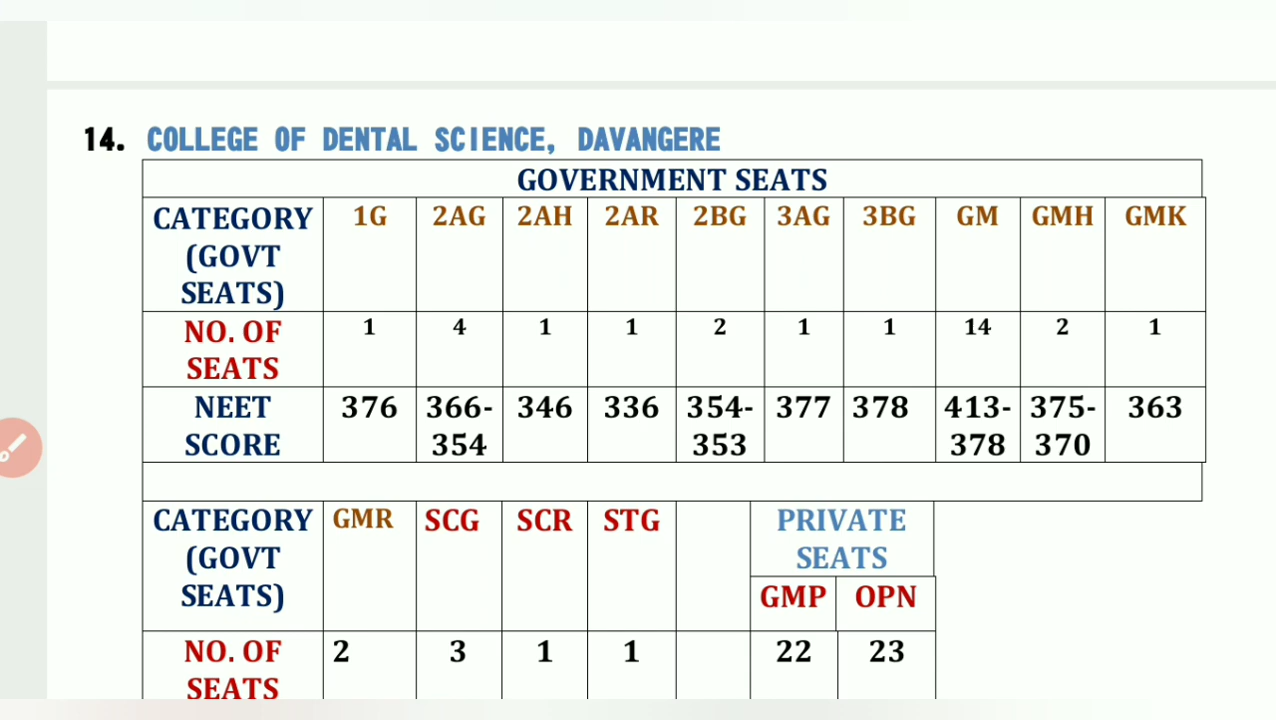 14. COLLEGE OF DENTAL SCIENCE, DAVANGERE
GOVERNMENT SEATS
CATEGORY (GOVT SEATS) 1G 2AG 2AH 2AR 2BG 3AG 3BG GM GMH GMK
NO. OF SEATS 1 4 1 1 2 1 1 14 2 1
NEET SCORE 376 366-354 346 336 354-353 377 378 413-378 375-370 363
CATEGORY (GOVT SEATS) GMR SCG SCR STG PRIVATE SEATS
GMP OPN
NO. OF SEATS 2 3 1 1 22 23